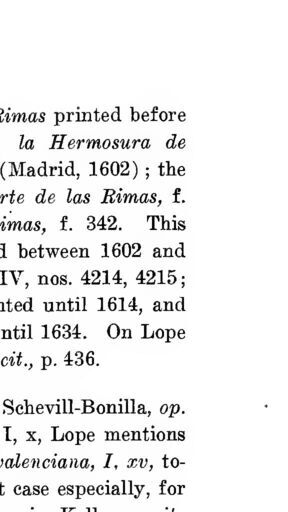 Rimas printed before
la Hermosura de
(Madrid, 1602) ; the
rte de las Rimas, f.
imas, f. 342. This
d between 1602 and
IV, nos. 4214, 4215;
nted until 1614, and
ntil 1634. On Lope
cit., p. 436.
Schevill-Bonilla, op.
I, x, Lope mentions
valenciana, I, xv, to-
t case especially, for